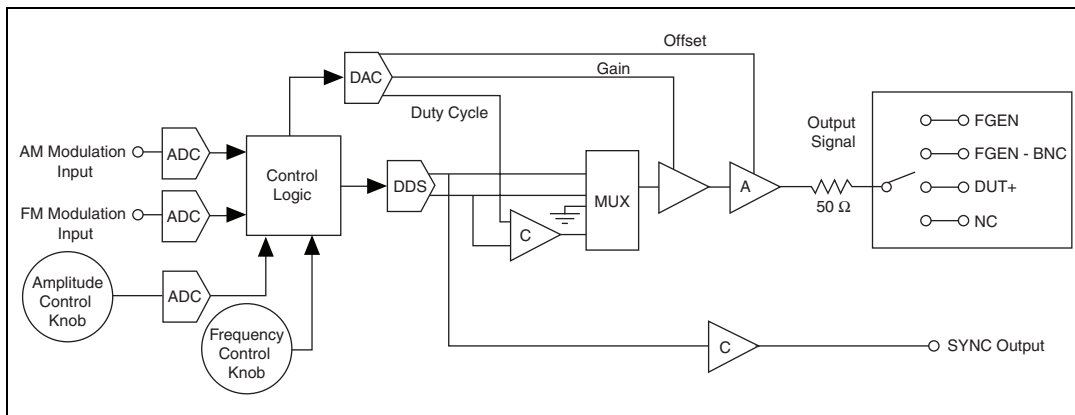 Offset
DAC
Gain
Duty Cycle
AM Modulation
Input
ADC
FM Modulation
Input
ADC
Control
Logic
DDS
MUX
C
A
Output
Signal
50 Ω
FGEN
FGEN - BNC
DUT+
NC
Amplitude
Control
Knob
ADC
Frequency
Control
Knob
C
SYNC Output